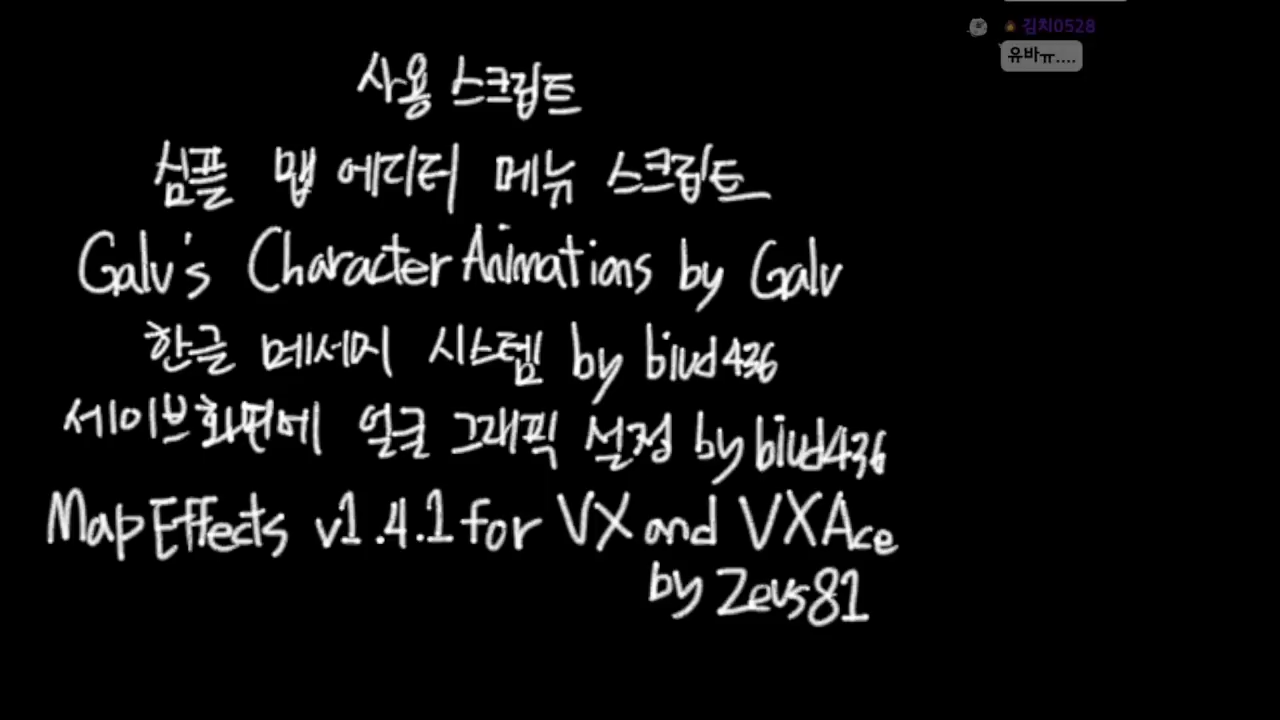 사용 스크립트
심플 맵 에디터 메뉴 스크립트
Galv's Character Animations by Galv
한글 메세지 시스템 by biud436
세이브화면에 얼굴 그래픽 설정 by biud436
Map Effects v1.4.1 for VX and VXAce
by Zeus81
김치0528
유바ㅠ....